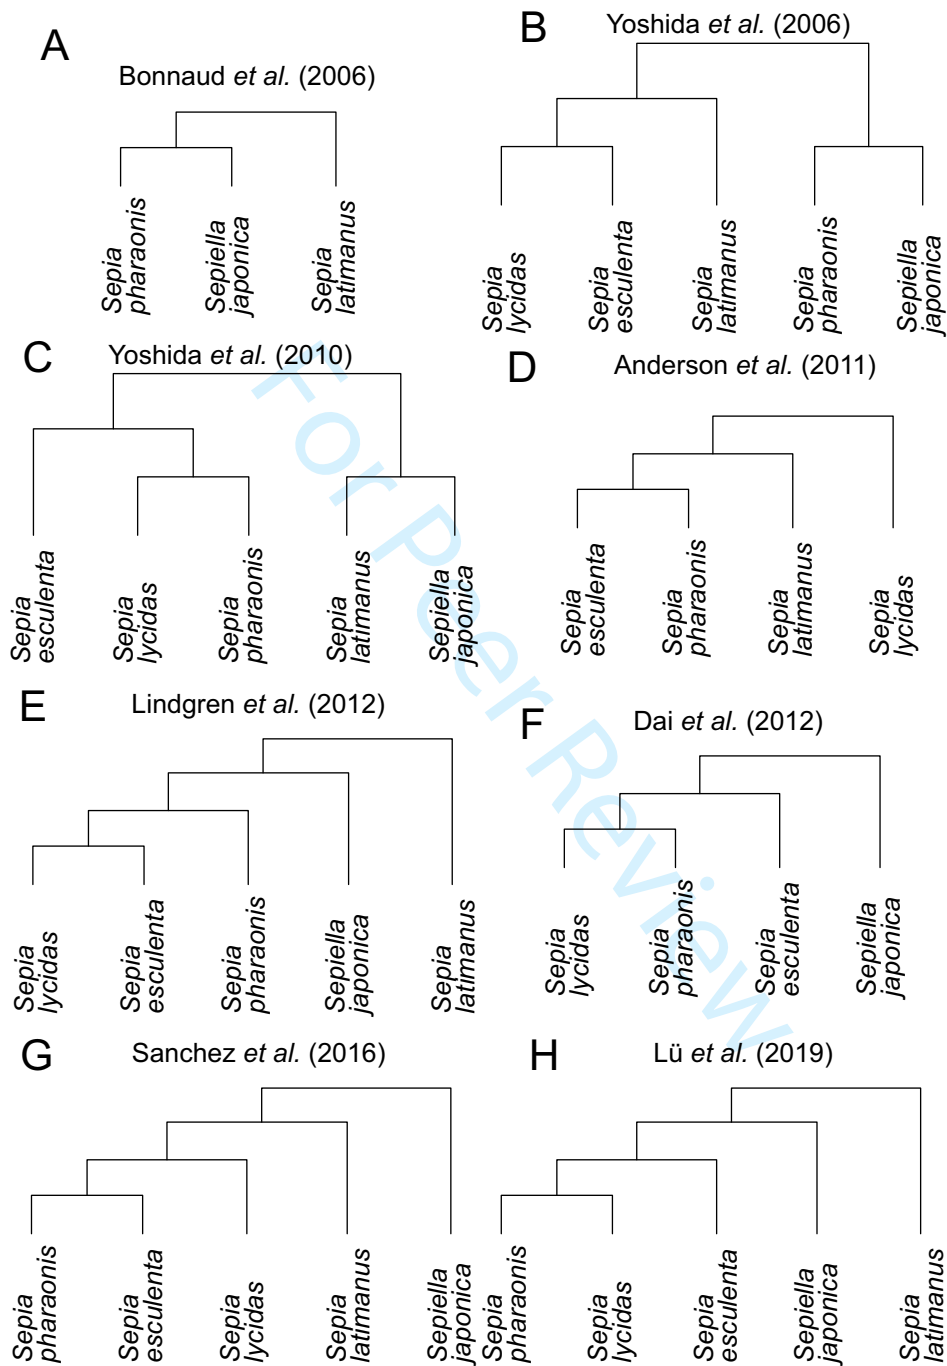 A
Bonnaud et al. (2006)
Sepia
pharaonis
Sepiella
japonica
Sepia
latimanus
B
Yoshida et al. (2006)
Sepia
lycidas
Sepia
esculenta
Sepia
latimanus
Sepia
pharaonis
Sepiella
japonica
C
Yoshida et al. (2010)
Sepia
esculenta
Sepia
lycidas
Sepia
pharaonis
Sepia
latimanus
Sepiella
japonica
D
Anderson et al. (2011)
Sepia
esculenta
Sepia
pharaonis
Sepia
latimanus
Sepia
lycidas
E
Lindgren et al. (2012)
Sepia
lycidas
Sepia
esculenta
Sepia
pharaonis
Sepiella
japonica
Sepia
latimanus
F
Dai et al. (2012)
Sepia
lycidas
Sepia
pharaonis
Sepia
esculenta
Sepiella
japonica
G
Sanchez et al. (2016)
Sepia
pharaonis
Sepia
esculenta
Sepia
lycidas
Sepia
latimanus
Sepiella
japonica
H
Lü et al. (2019)
Sepia
pharaonis
Sepia
lycidas
Sepia
esculenta
Sepiella
japonica
Sepia
latimanus
For Peer Review